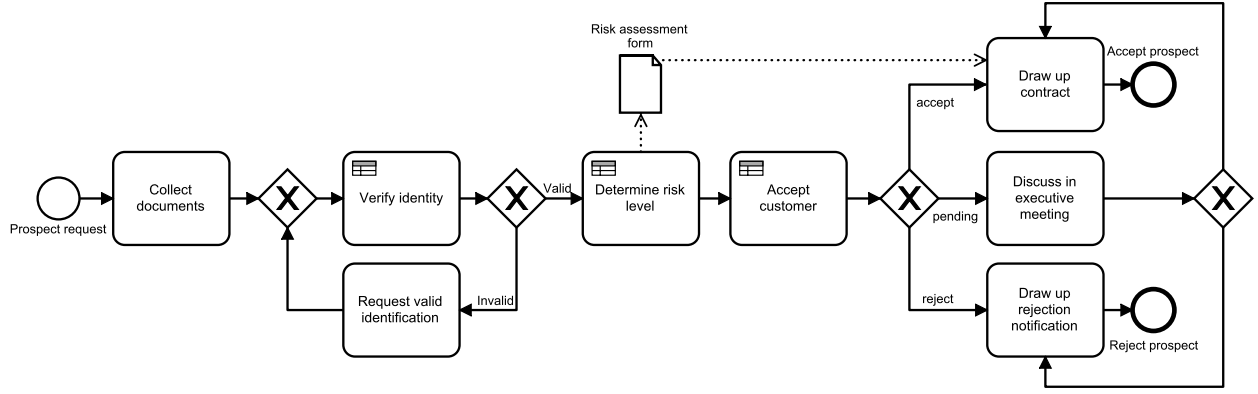 Risk assessment
form
Accept prospect
Draw up
contract
accept
Collect
documents
Verify identity
Valid
Determine risk
level
Accept
customer
Discuss in
executive
meeting
pending
Prospect request
Request valid
identification
Invalid
reject
Draw up
rejection
notification
Reject prospect